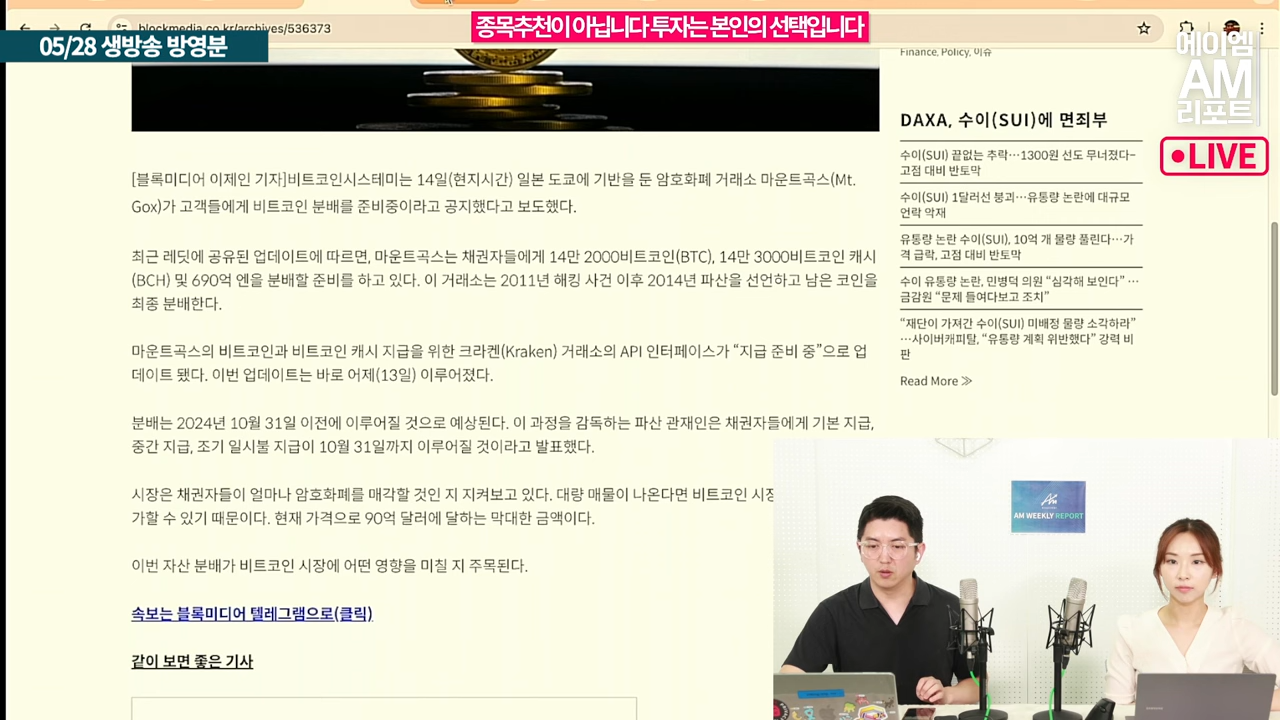 blockmedia.co.kr/archives/536373
종목추천이 아닙니다 투자는 본인의 선택입니다
05/28 생방송 방영분
에이엠
AM
리포트
LIVE
Finance, Policy, 이슈
DAXA, 수이(SUI)에 면죄부
수이(SUI) 끝없는 추락…1300원 선도 무너졌다–
고점 대비 반토막
수이(SUI) 1달러선 붕괴…유통량 논란에 대규모
언락 악재
유통량 논란 수이(SUI), 10억 개 물량 풀린다…가
격 급락, 고점 대비 반토막
수이 유통량 논란, 민병덕 의원 “심각해 보인다” …
금감원 “문제 들여다보고 조치”
“재단이 가져간 수이(SUI) 미배정 물량 소각하라”
…사이버캐피탈, “유통량 계획 위반했다” 강력 비
판
Read More ≫
[블록미디어 이제인 기자]비트코인시스테미는 14일(현지시간) 일본 도쿄에 기반을 둔 암호화폐 거래소 마운트곡스(Mt.
Gox)가 고객들에게 비트코인 분배를 준비중이라고 공지했다고 보도했다.
최근 레딧에 공유된 업데이트에 따르면, 마운트곡스는 채권자들에게 14만 2000비트코인(BTC), 14만 3000비트코인 캐시
(BCH) 및 690억 엔을 분배할 준비를 하고 있다. 이 거래소는 2011년 해킹 사건 이후 2014년 파산을 선언하고 남은 코인을
최종 분배한다.
마운트곡스의 비트코인과 비트코인 캐시 지급을 위한 크라켄(Kraken) 거래소의 API 인터페이스가 “지급 준비 중”으로 업
데이트 됐다. 이번 업데이트는 바로 어제(13일) 이루어졌다.
분배는 2024년 10월 31일 이전에 이루어질 것으로 예상된다. 이 과정을 감독하는 파산 관재인은 채권자들에게 기본 지급,
중간 지급, 조기 일시불 지급이 10월 31일까지 이루어질 것이라고 발표했다.
시장은 채권자들이 얼마나 암호화폐를 매각할 것인 지 지켜보고 있다. 대량 매물이 나온다면 비트코인 시장
가할 수 있기 때문이다. 현재 가격으로 90억 달러에 달하는 막대한 금액이다.
이번 자산 분배가 비트코인 시장에 어떤 영향을 미칠 지 주목된다.
속보는 블록미디어 텔레그램으로(클릭)
같이 보면 좋은 기사
AM WEEKLY REPORT